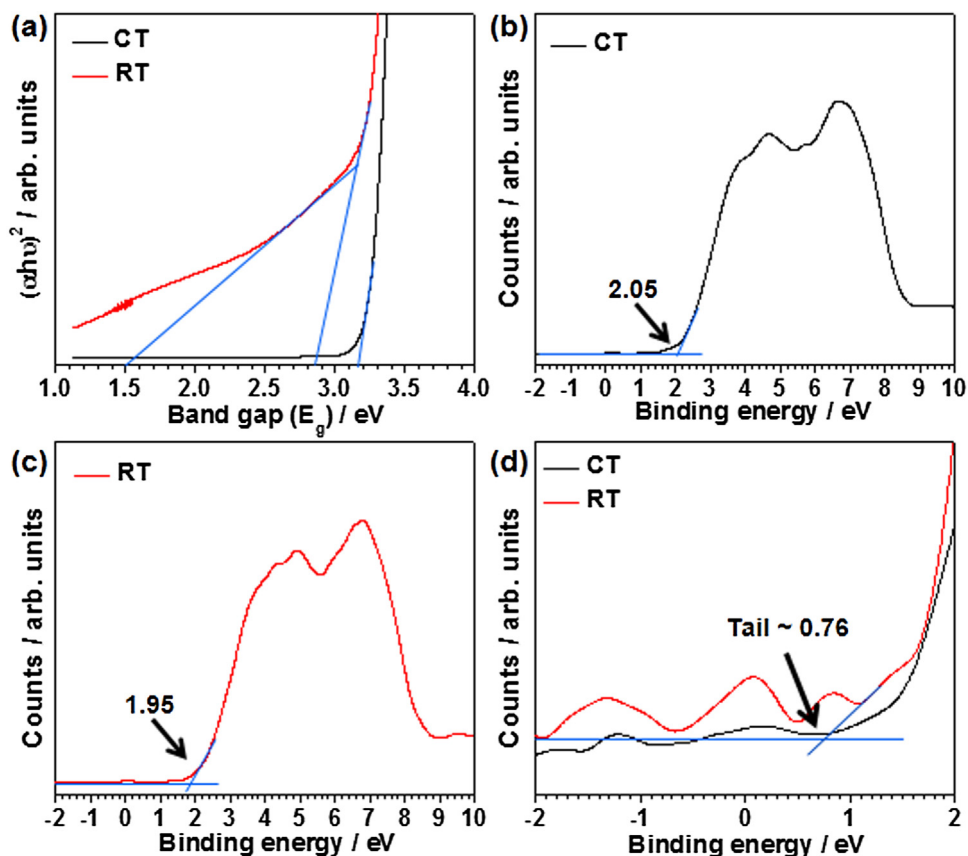 (a)
CT
RT
(αhυ)² / arb. units
1.0 1.5 2.0 2.5 3.0 3.5 4.0
Band gap (Eg) / eV
(b)
CT
Counts / arb. units
2.05
-2 -1 0 1 2 3 4 5 6 7 8 9 10
Binding energy / eV
(c)
RT
Counts / arb. units
1.95
-2 -1 0 1 2 3 4 5 6 7 8 9 10
Binding energy / eV
(d)
CT
RT
Counts / arb. units
Tail ~ 0.76
-2 -1 0 1 2
Binding energy / eV